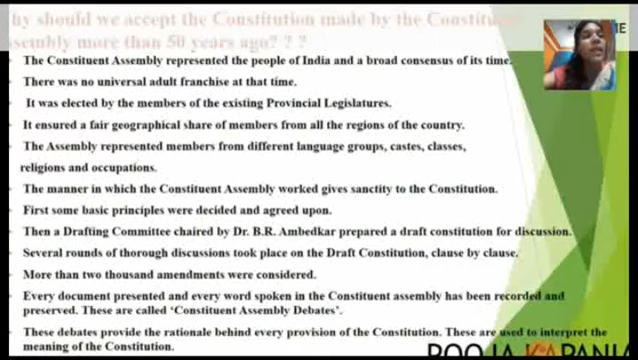 hy should we accept the Constitution made by the Constitu
ssembly more than 50 years ago? ? ?
The Constituent Assembly represented the people of India and a broad consensus of its time.
There was no universal adult franchise at that time.
It was elected by the members of the existing Provincial Legislatures.
It ensured a fair geographical share of members from all the regions of the country.
The Assembly represented members from different language groups, castes, classes,
religions and occupations.
The manner in which the Constituent Assembly worked gives sanctity to the Constitution.
First some basic principles were decided and agreed upon.
Then a Drafting Committee chaired by Dr. B.R. Ambedkar prepared a draft constitution for discussion.
Several rounds of thorough discussions took place on the Draft Constitution, clause by clause.
More than two thousand amendments were considered.
Every document presented and every word spoken in the Constituent assembly has been recorded and
preserved. These are called ‘Constituent Assembly Debates’.
These debates provide the rationale behind every provision of the Constitution. These are used to interpret the
meaning of the Constitution.